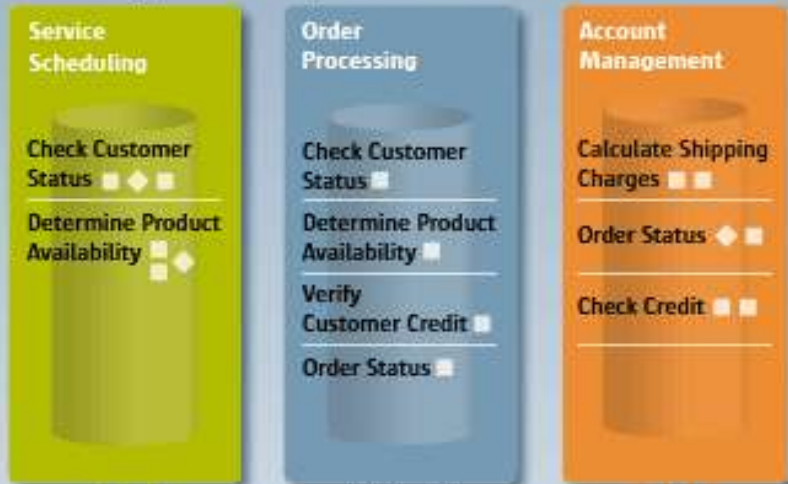 Service
Scheduling
Check Customer
Status
Determine Product
Availability
Order
Processing
Check Customer
Status
Determine Product
Availability
Verify
Customer Credit
Order Status
Account
Management
Calculate Shipping
Charges
Order Status
Check Credit